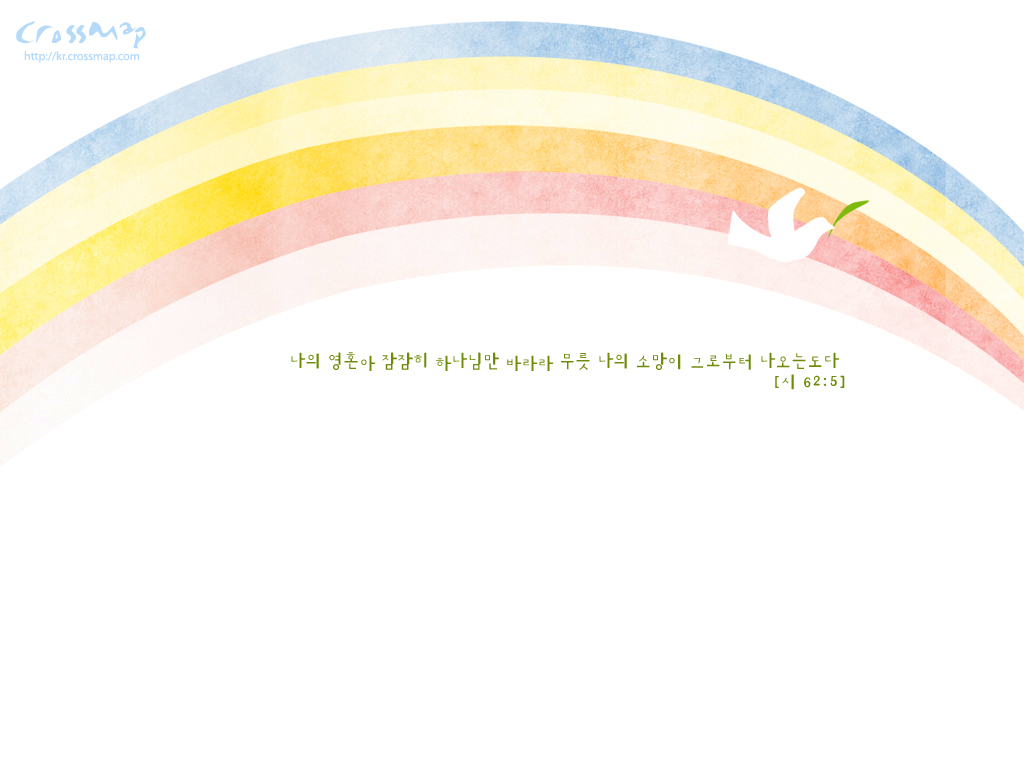 crossmap
http://kr.crossmap.com
나의 영혼아 잠잠히 하나님만 바라라 무릇 나의 소망이 그로부터 나오는도다
[시 62:5]